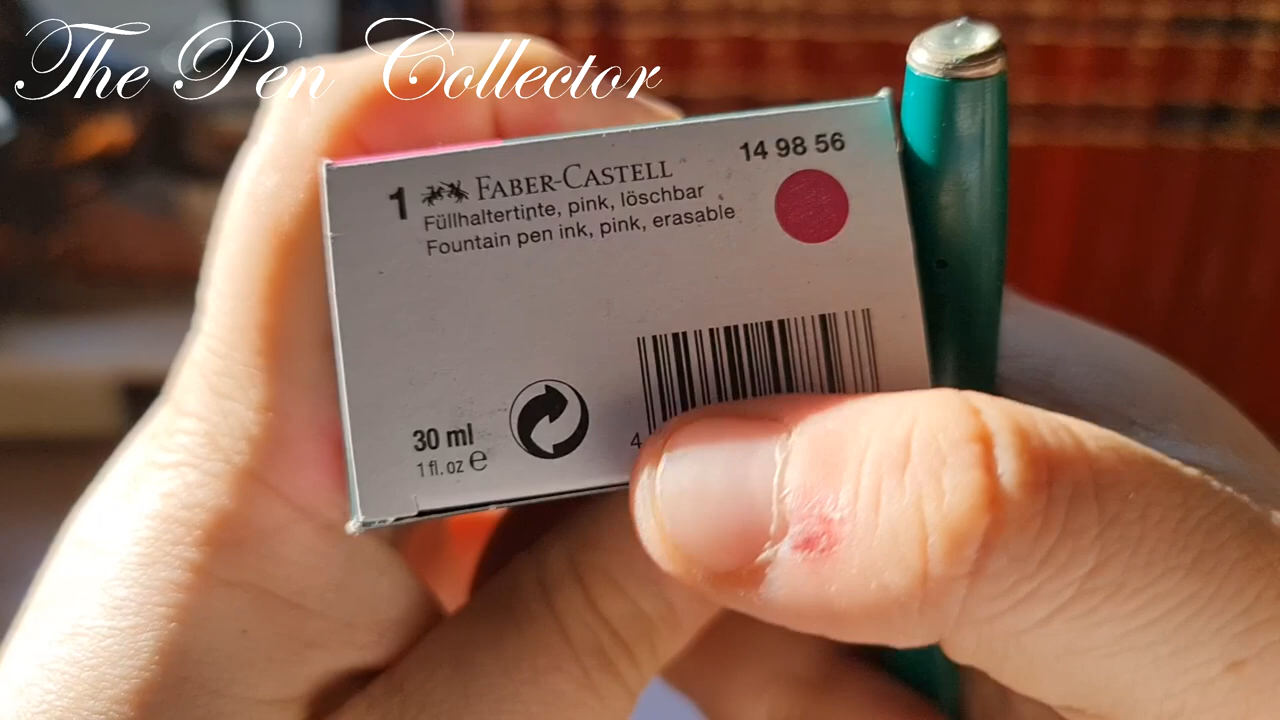 The Pen Collector
14 98 56
1 FABER-CASTELL
Füllhaltertinte, pink, löschbar
Fountain pen ink, pink, erasable
30 ml
1 fl. oz ℮
4